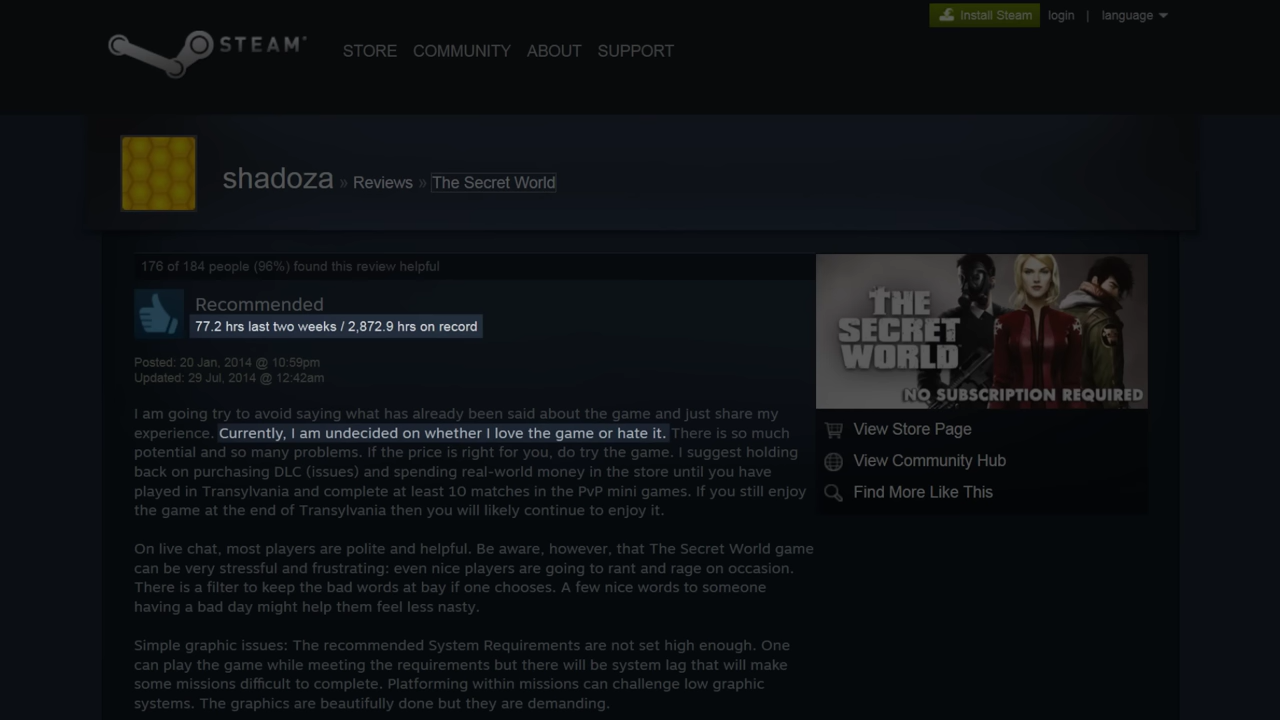 Install Steam login | language
STEAM
STORE COMMUNITY ABOUT SUPPORT
shadoza » Reviews » The Secret World
176 of 184 people (96%) found this review helpful
Recommended
77.2 hrs last two weeks / 2,872.9 hrs on record
Posted: 20 Jan, 2014 @ 10:59pm
Updated: 29 Jul, 2014 @ 12:42am
I am going try to avoid saying what has already been said about the game and just share my
experience. Currently, I am undecided on whether I love the game or hate it. There is so much
potential and so many problems. If the price is right for you, do try the game. I suggest holding
back on purchasing DLC (issues) and spending real-world money in the store until you have
played in Transylvania and complete at least 10 matches in the PvP mini games. If you still enjoy
the game at the end of Transylvania then you will likely continue to enjoy it.
On live chat, most players are polite and helpful. Be aware, however, that The Secret World game
can be very stressful and frustrating: even nice players are going to rant and rage on occasion.
There is a filter to keep the bad words at bay if one chooses. A few nice words to someone
having a bad day might help them feel less nasty.
Simple graphic issues: The recommended System Requirements are not set high enough. One
can play the game while meeting the requirements but there will be system lag that will make
some missions difficult to complete. Platforming within missions can challenge low graphic
systems. The graphics are beautifully done but they are demanding.
THE
SECRET
WORLD
NO SUBSCRIPTION REQUIRED
View Store Page
View Community Hub
Find More Like This